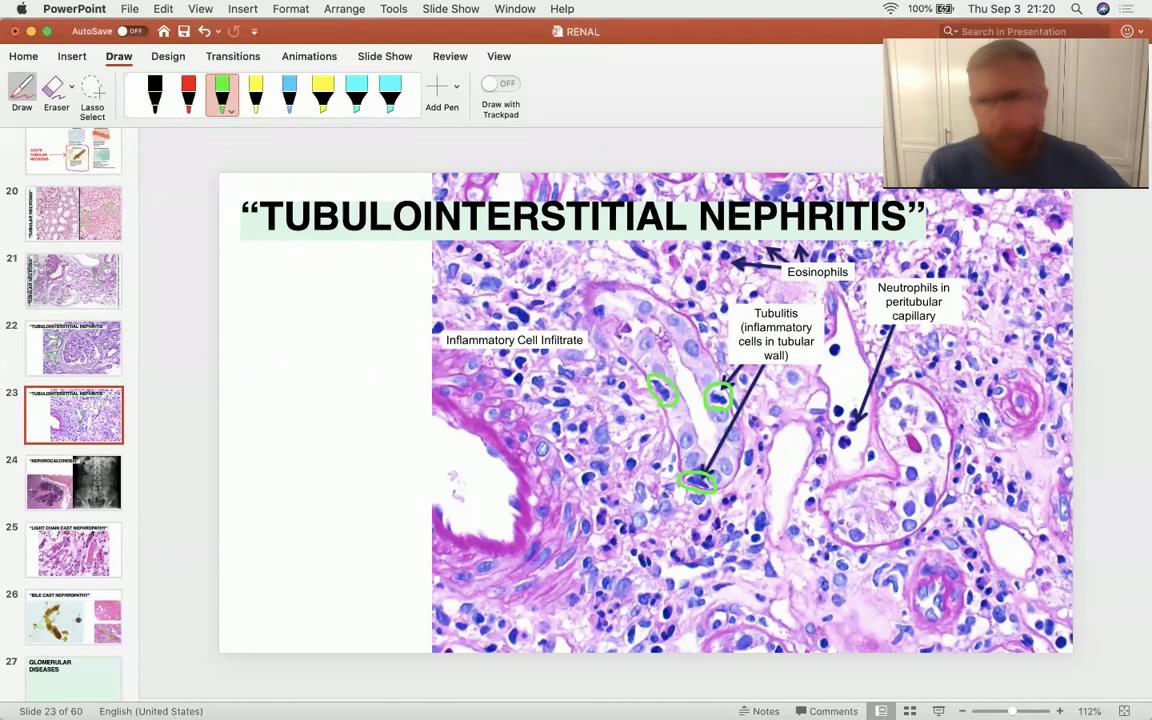 PowerPoint File Edit View Insert Format Arrange Tools Slide Show Window Help 100% Thu Sep 3 21:20
AutoSave OFF RENAL Search in Presentation
Home Insert Draw Design Transitions Animations Slide Show Review View
Draw
Eraser
Lasso
Select
Add Pen
OFF
Draw with
Trackpad
ACUTE
TUBULAR
NECROSIS
20
21
22
"TUBULOINTERSTITIAL NEPHRITIS"
23
"TUBULOINTERSTITIAL NEPHRITIS"
24
"NEPHROCALCINOSIS"
25
"LIGHT CHAIN CAST NEPHROPATHY"
26
"BILE CAST NEPHROPATHY"
27
GLOMERULAR
DISEASES
“TUBULOINTERSTITIAL NEPHRITIS”
Eosinophils
Neutrophils in
peritubular
capillary
Tubulitis
(inflammatory
cells in tubular
wall)
Inflammatory Cell Infiltrate
Slide 23 of 60 English (United States) Notes Comments 112%